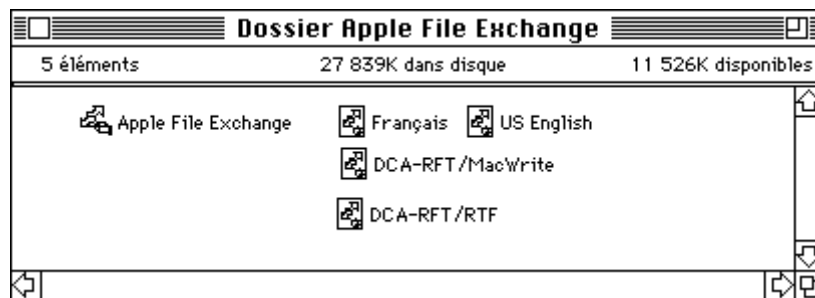 Dossier Apple File Exchange
5 éléments 27 839K dans disque 11 526K disponibles
Apple File Exchange Français US English
DCA-RFT/MacWrite
DCA-RFT/RTF